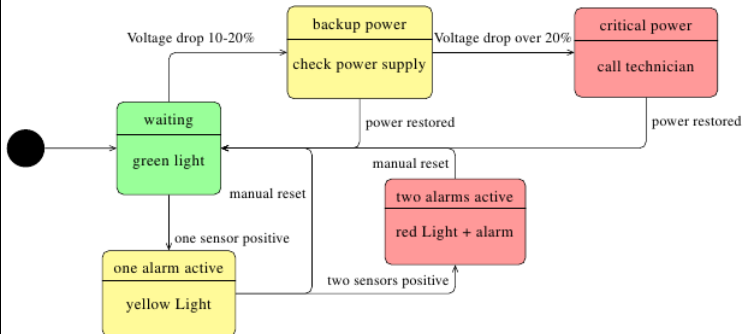 backup power
check power supply
critical power
call technician
Voltage drop 10-20%
Voltage drop over 20%
waiting
green light
power restored
power restored
manual reset
manual reset
two alarms active
red Light + alarm
one sensor positive
one alarm active
yellow Light
two sensors positive